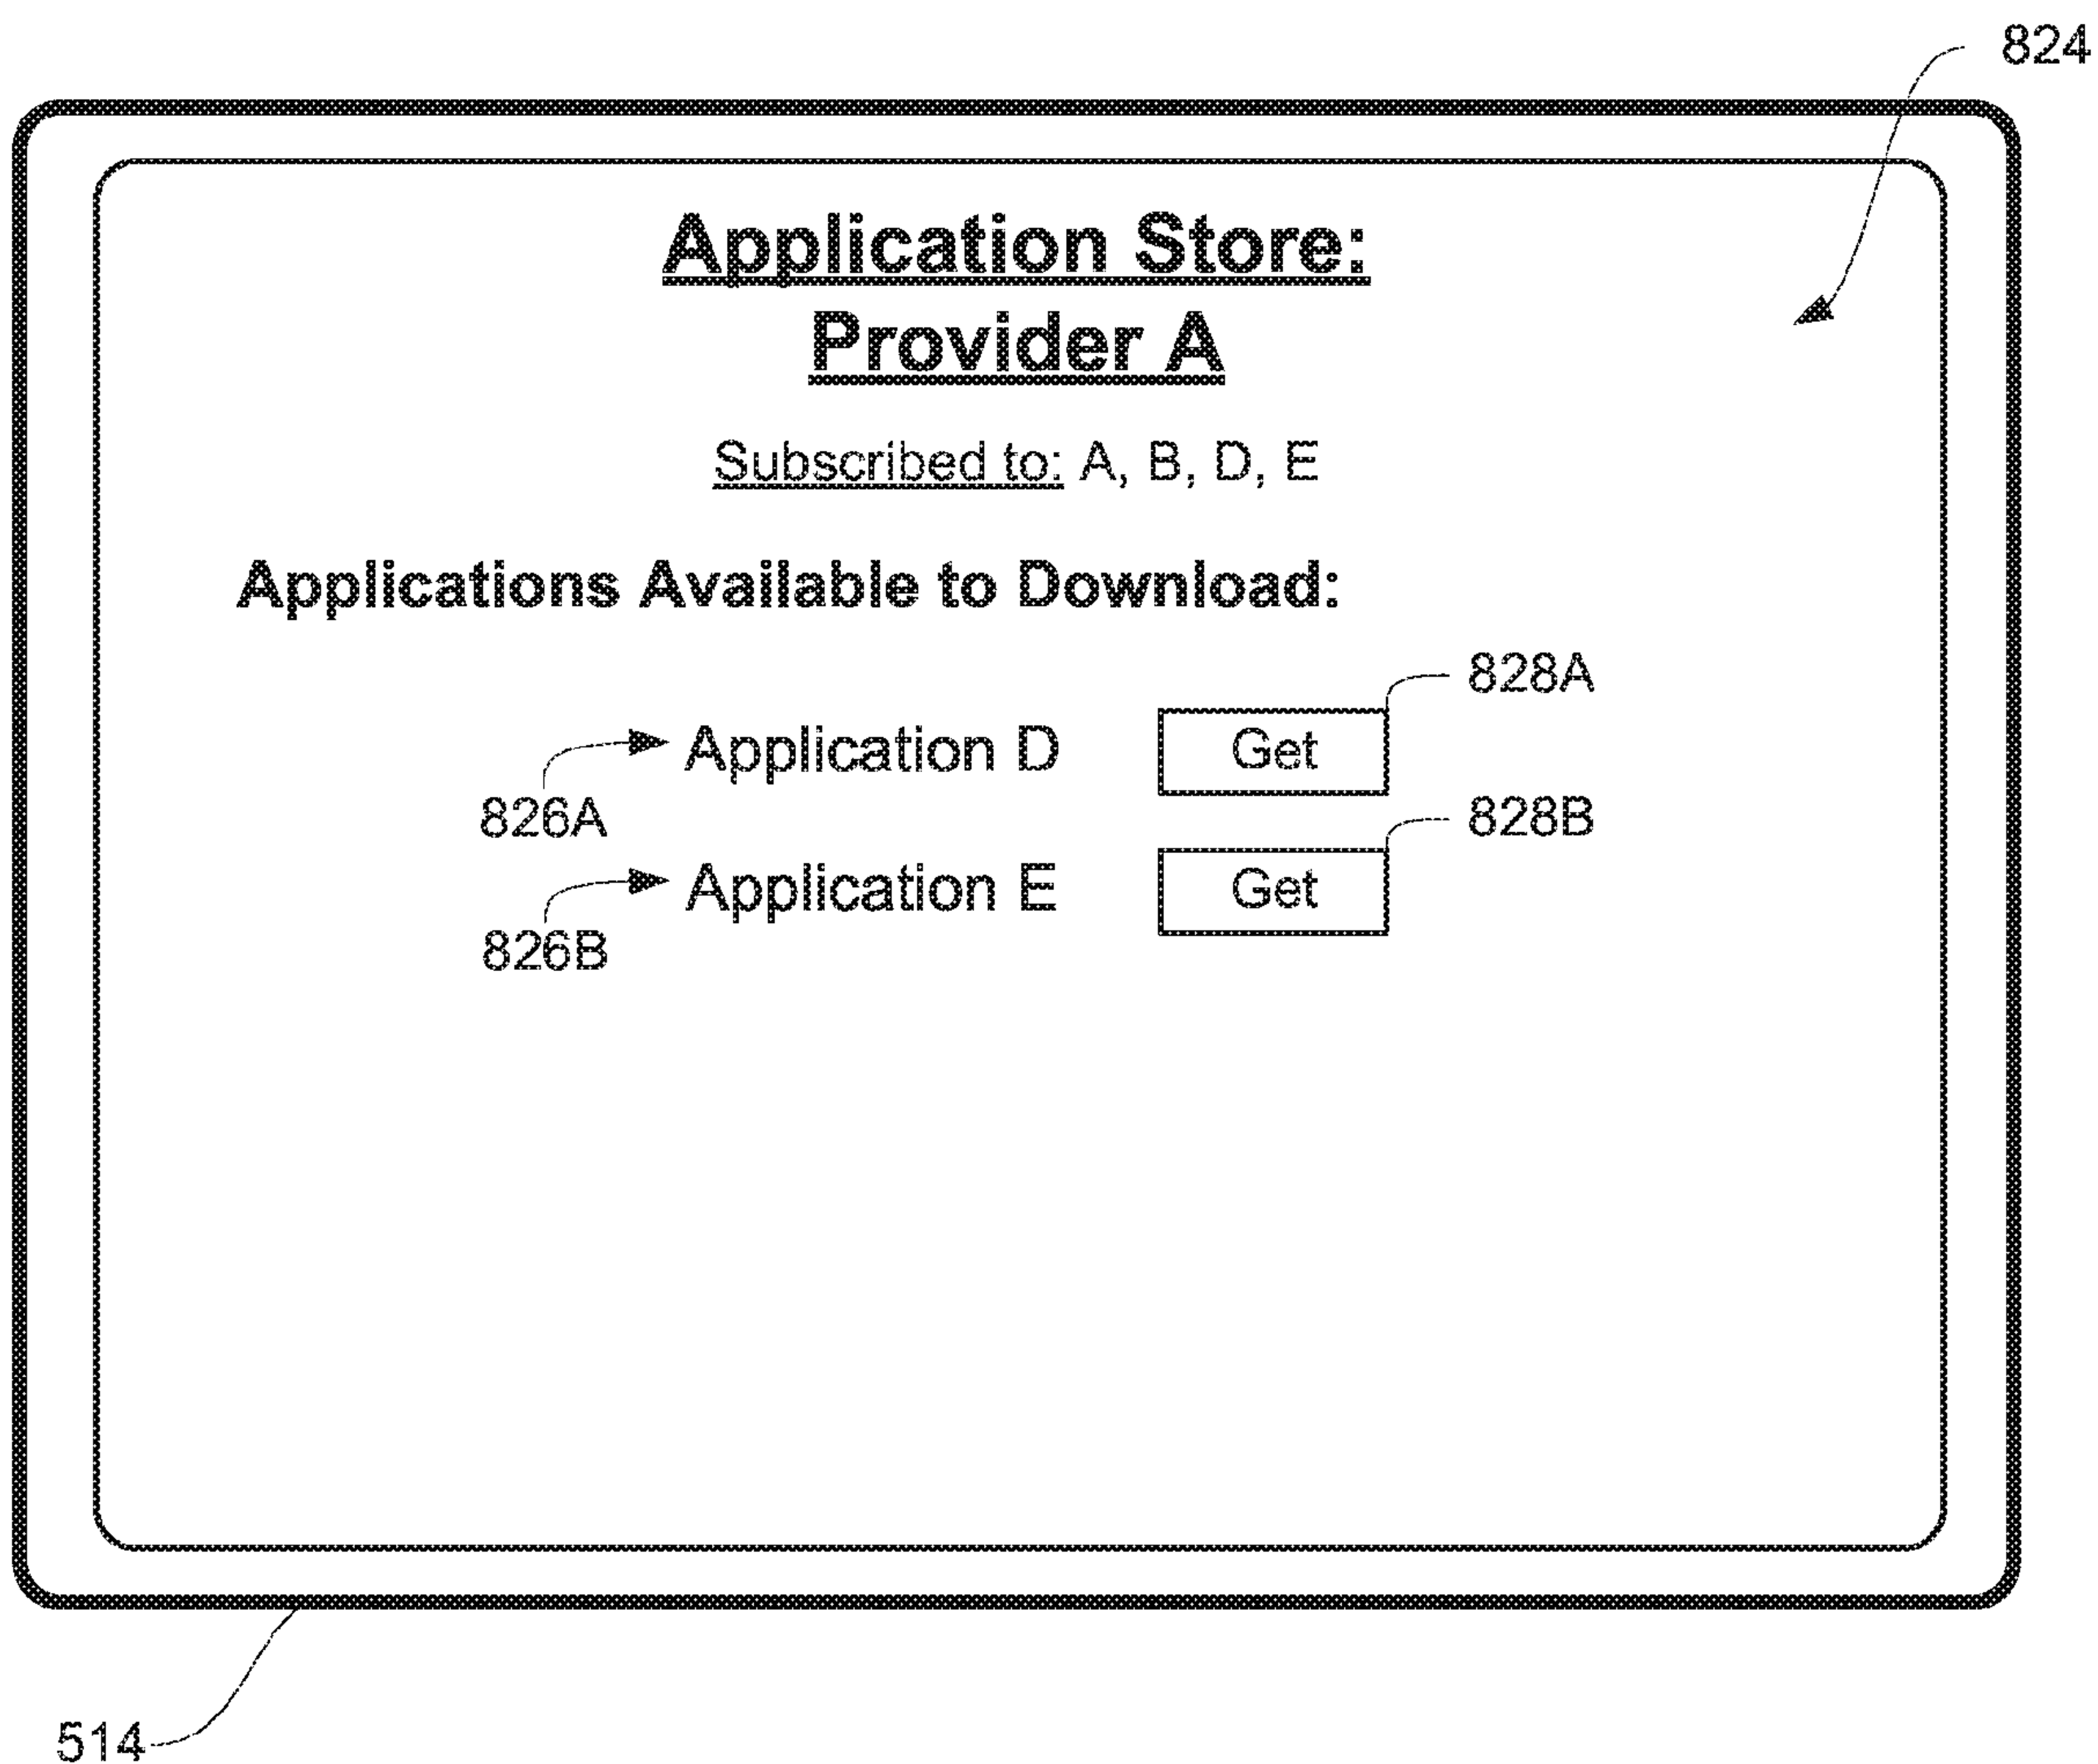 824
Application Store:
Provider A
Subscribed to: A, B, D, E
Applications Available to Download:
828A
Application D Get
826A
828B
Application E Get
826B
514